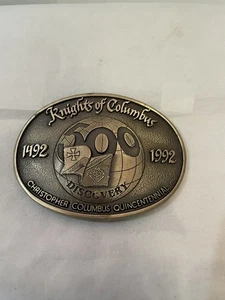 Knights of Columbus
1492
500
1992
DISCOVERY
CHRISTOPHER COLUMBUS QUINCENTENNIAL